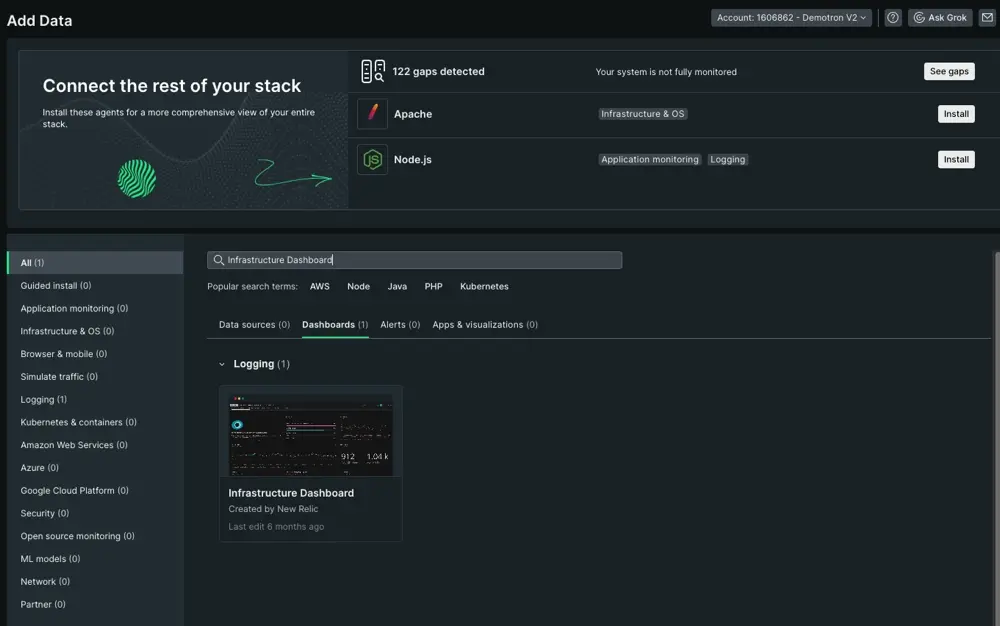 Add Data
Account: 1606862 - Demotron V2
Ask Grok
Connect the rest of your stack
Install these agents for a more comprehensive view of your entire
stack.
122 gaps detected
Your system is not fully monitored
See gaps
Apache
Infrastructure & OS
Install
JS
Node.js
Application monitoring
Logging
Install
All (1)
Guided install (0)
Application monitoring (0)
Infrastructure & OS (0)
Browser & mobile (0)
Simulate traffic (0)
Logging (1)
Kubernetes & containers (0)
Amazon Web Services (0)
Azure (0)
Google Cloud Platform (0)
Security (0)
Open source monitoring (0)
ML models (0)
Network (0)
Partner (0)
Infrastructure Dashboard
Popular search terms: AWS Node Java PHP Kubernetes
Data sources (0) Dashboards (1) Alerts (0) Apps & visualizations (0)
Logging (1)
912 1.04 k
Infrastructure Dashboard
Created by New Relic
Last edit 6 months ago